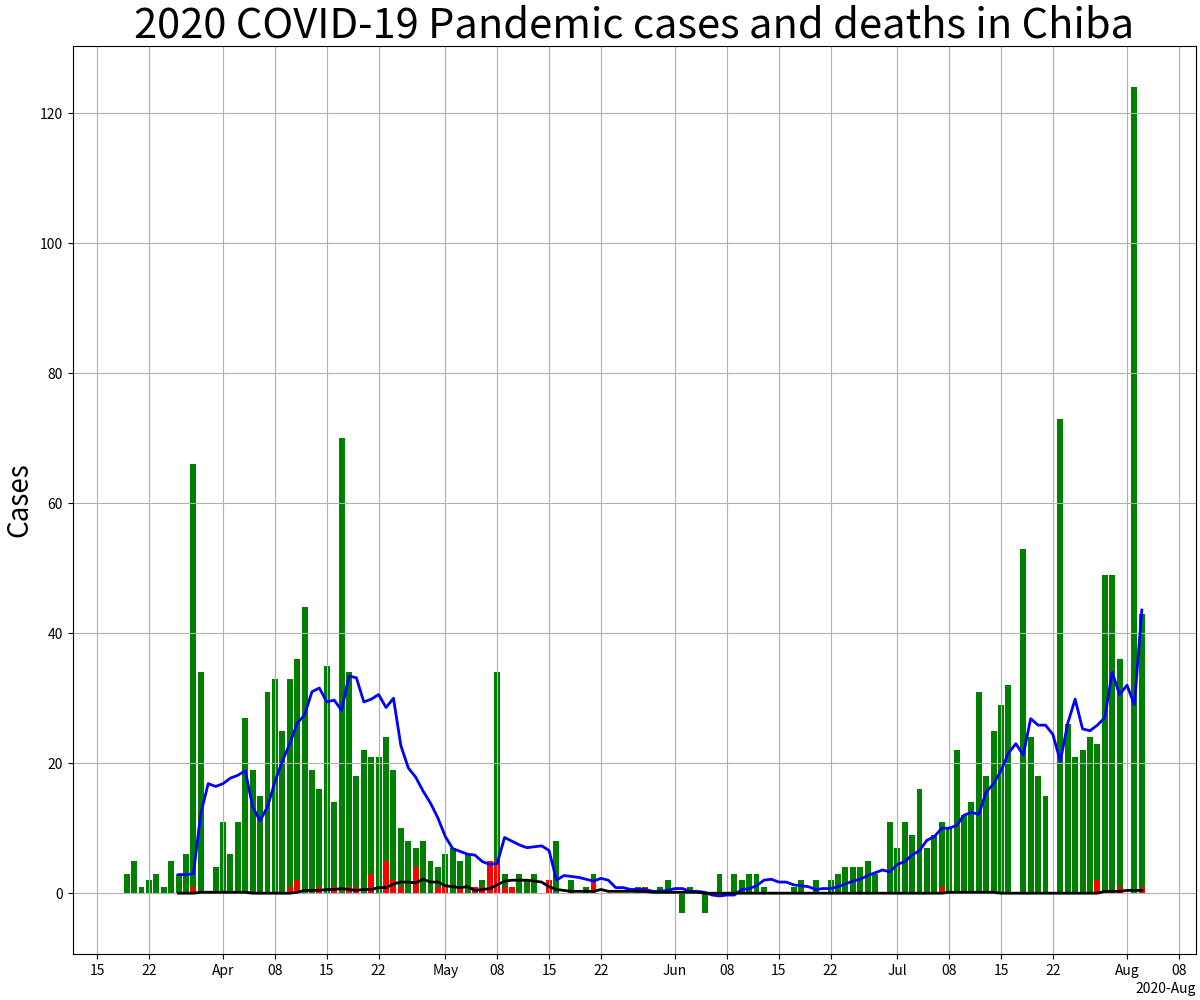 2020 COVID-19 Pandemic cases and deaths in Chiba
120
100
80
60
40
20
0
Cases
15 22 Apr 08 15 22 May 08 15 22 Jun 08 15 22 Jul 08 15 22 Aug 08
2020-Aug